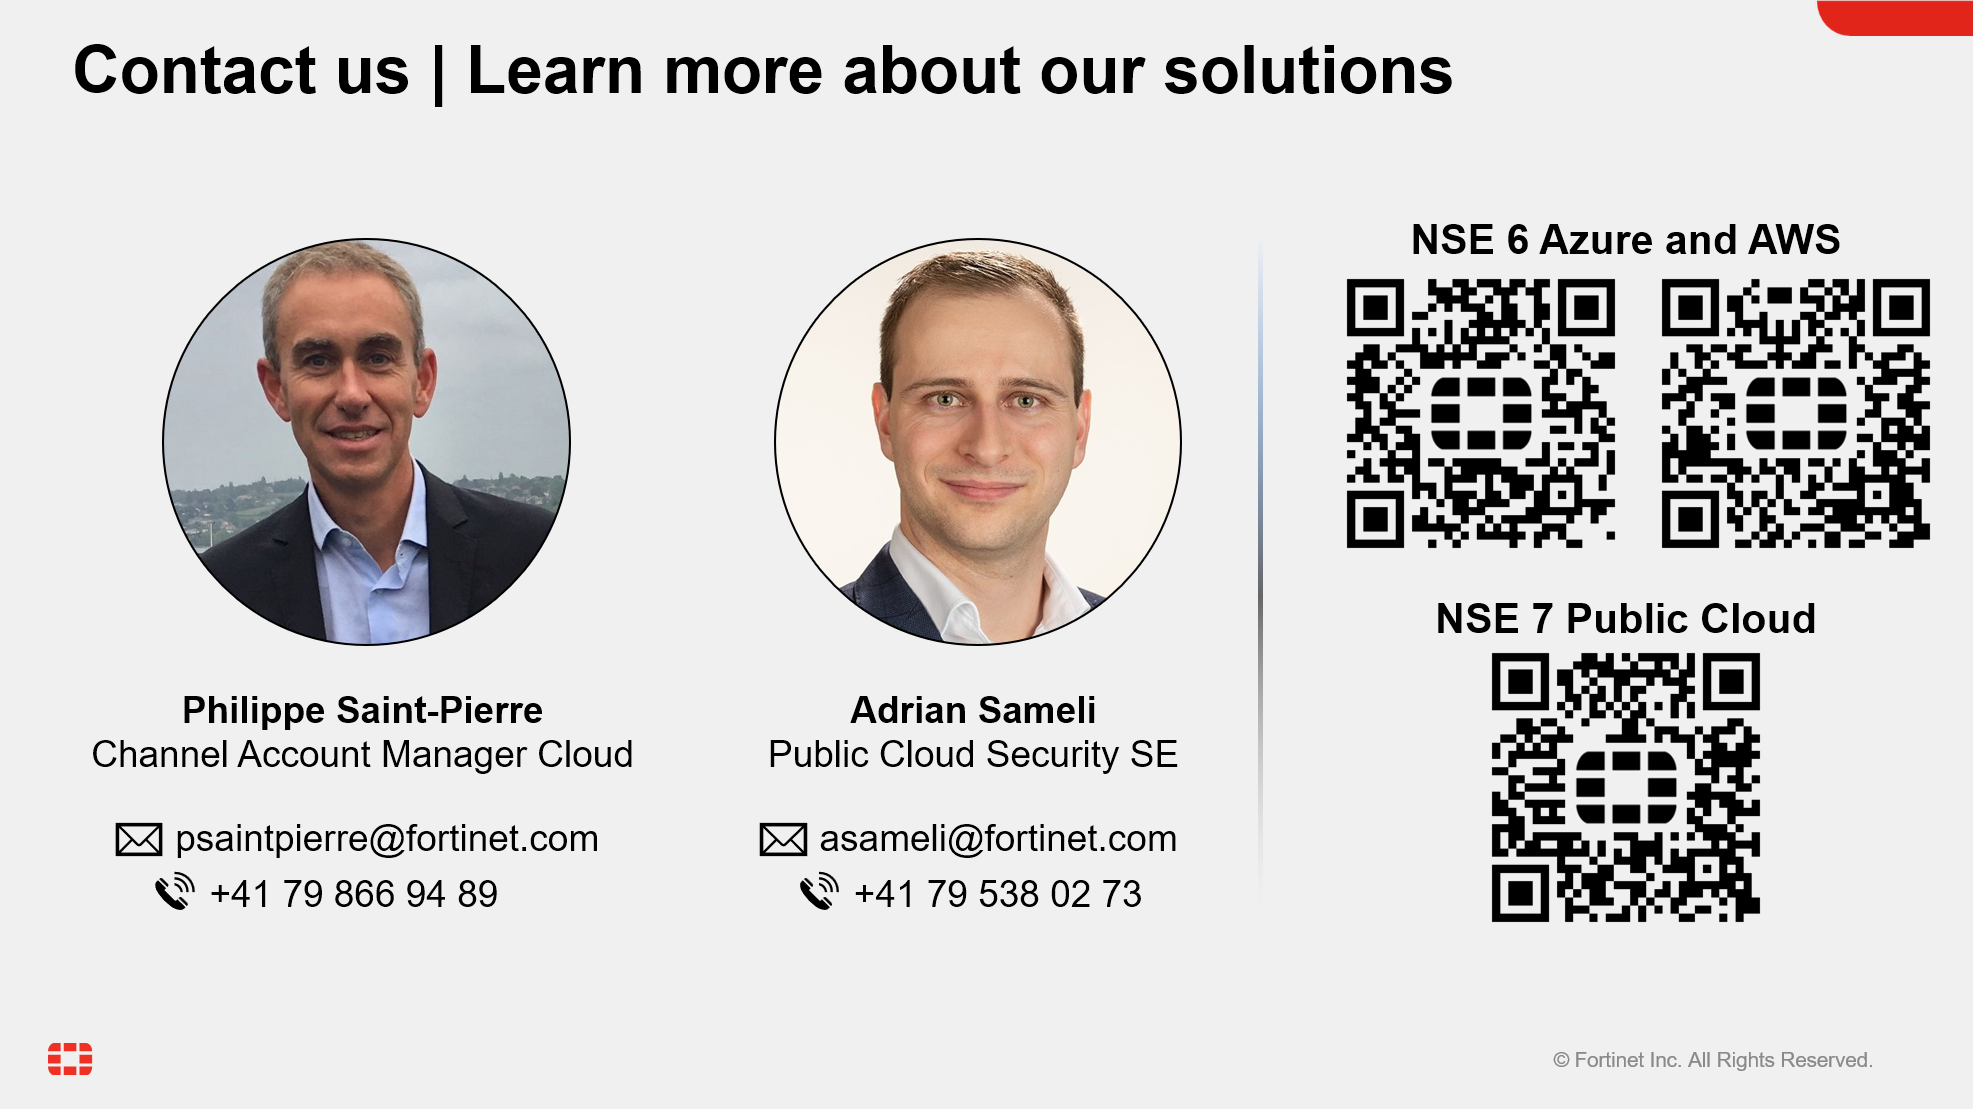 Contact us | Learn more about our solutions
Philippe Saint-Pierre
Channel Account Manager Cloud
psaintpierre@fortinet.com
+41 79 866 94 89
Adrian Sameli
Public Cloud Security SE
asameli@fortinet.com
+41 79 538 02 73
NSE 6 Azure and AWS
NSE 7 Public Cloud
© Fortinet Inc. All Rights Reserved.